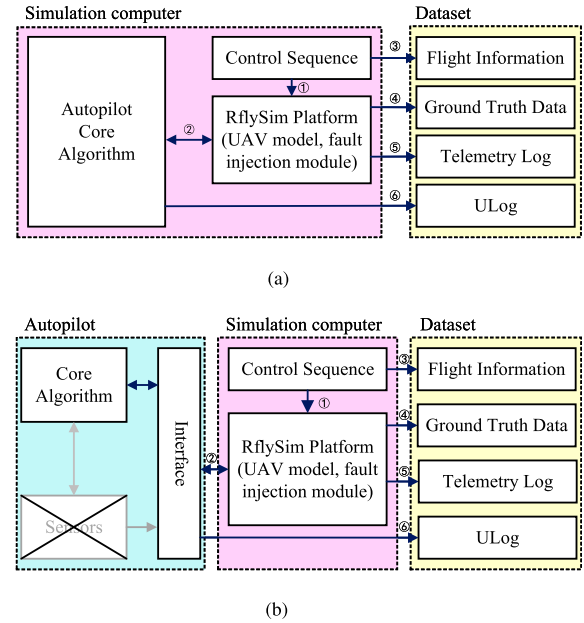 Simulation computer
Dataset
Control Sequence
③
Flight Information
①
Autopilot
Core
Algorithm
②
RflySim Platform
(UAV model, fault
injection module)
④
Ground Truth Data
⑤
Telemetry Log
⑥
ULog
(a)
Autopilot
Simulation computer
Dataset
Core
Algorithm
Interface
Sensors
Control Sequence
③
Flight Information
①
②
RflySim Platform
(UAV model, fault
injection module)
④
Ground Truth Data
⑤
Telemetry Log
⑥
ULog
(b)